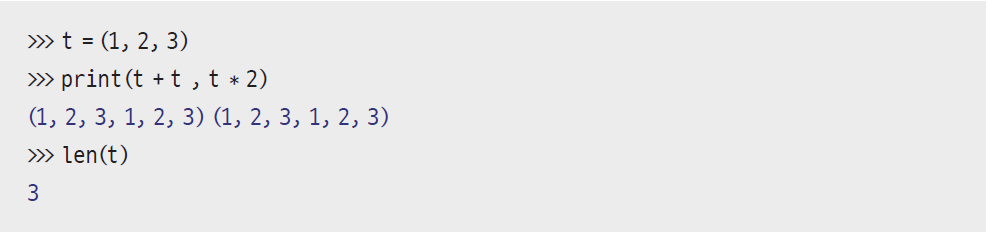 >>> t = (1, 2, 3)
>>> print(t + t , t * 2)
(1, 2, 3, 1, 2, 3) (1, 2, 3, 1, 2, 3)
>>> len(t)
3